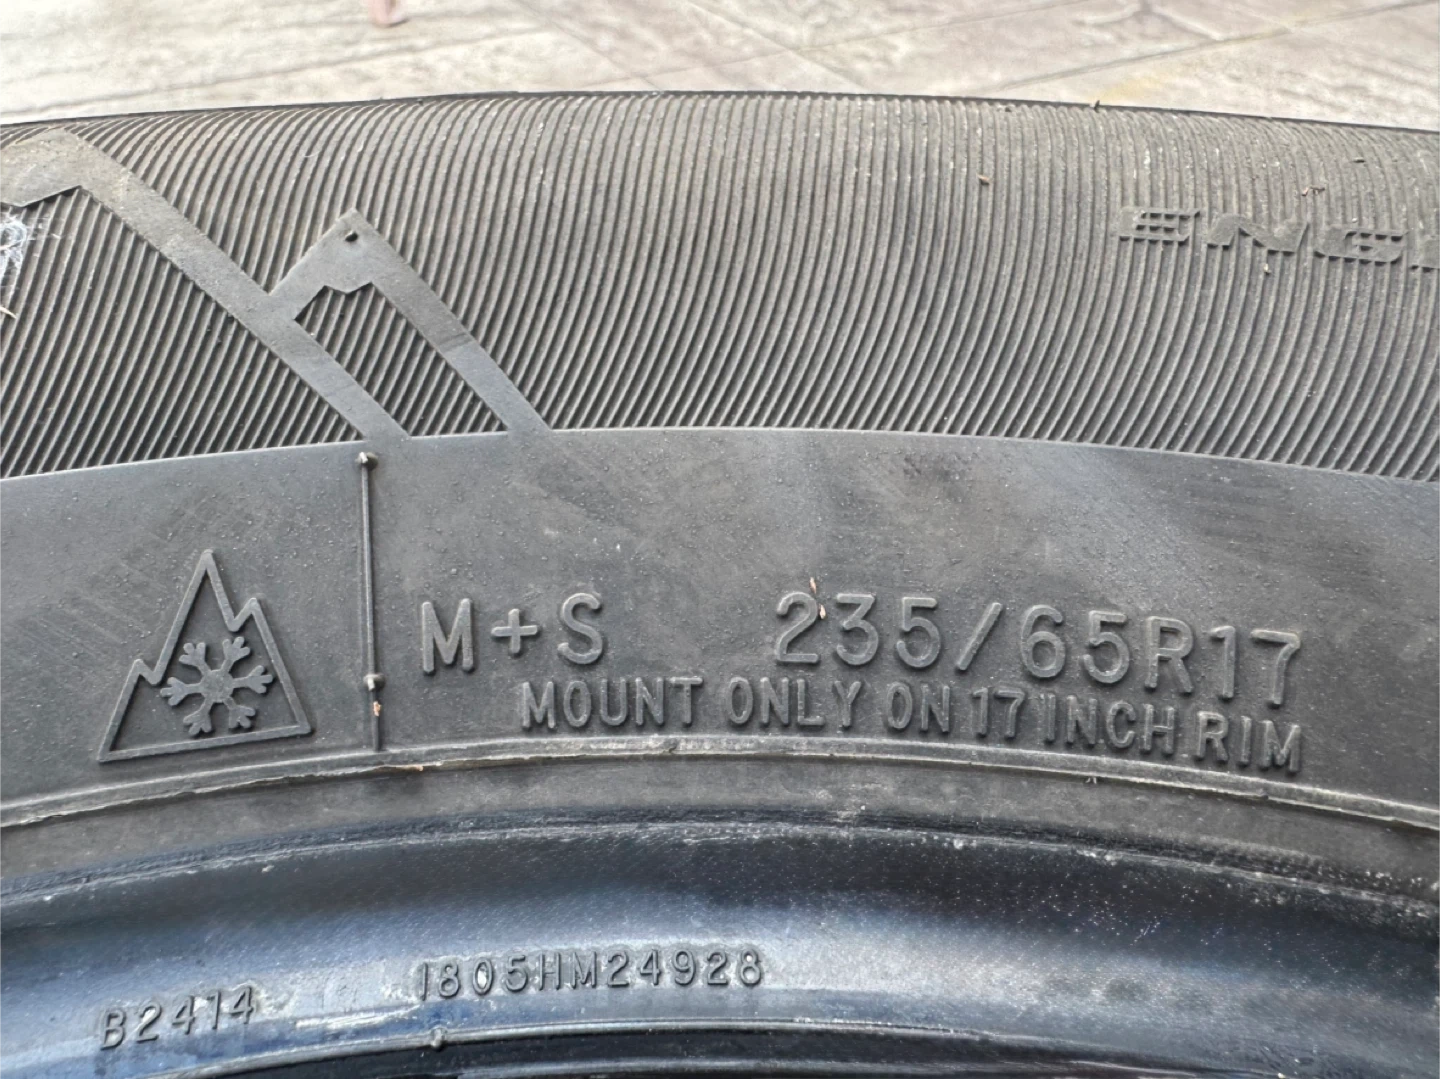 M+S 235/65R17
MOUNT ONLY ON 17 INCH RIM
B2414 1805HM24928